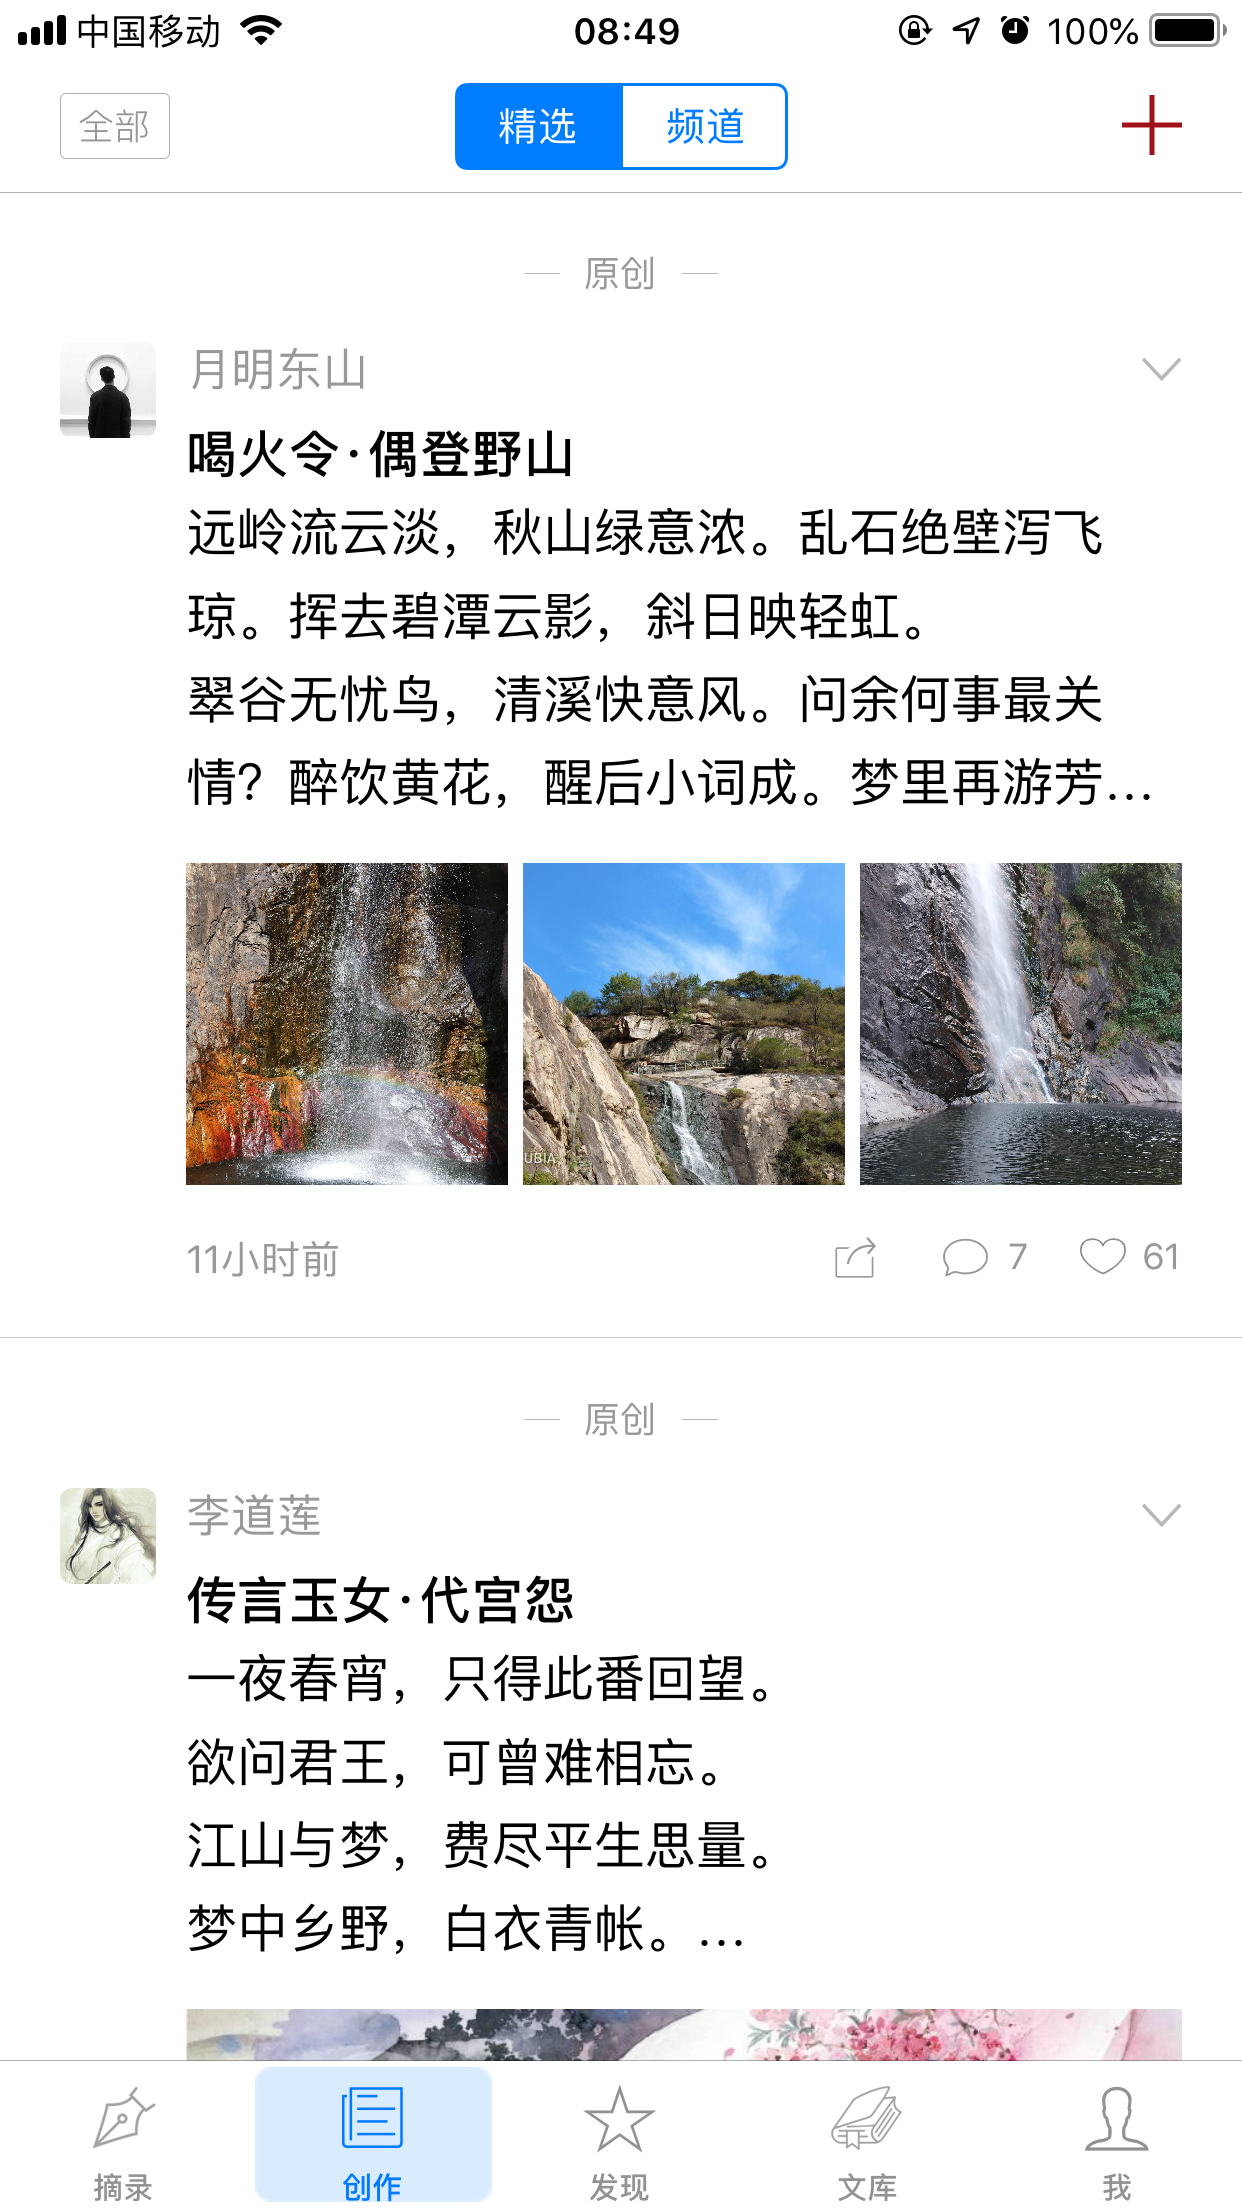 中国移动
08:49
100%
全部
精选
频道
原创
月明东山
喝火令·偶登野山
远岭流云淡，秋山绿意浓。乱石绝壁泻飞
琼。挥去碧潭云影，斜日映轻虹。
翠谷无忧鸟，清溪快意风。问余何事最关
情？醉饮黄花，醒后小词成。梦里再游芳...
UBIA
11小时前
7
61
原创
李道莲
传言玉女·代宫怨
一夜春宵，只得此番回望。
欲问君王，可曾难相忘。
江山与梦，费尽平生思量。
梦中乡野，白衣青帐。...
摘录
创作
发现
文库
我